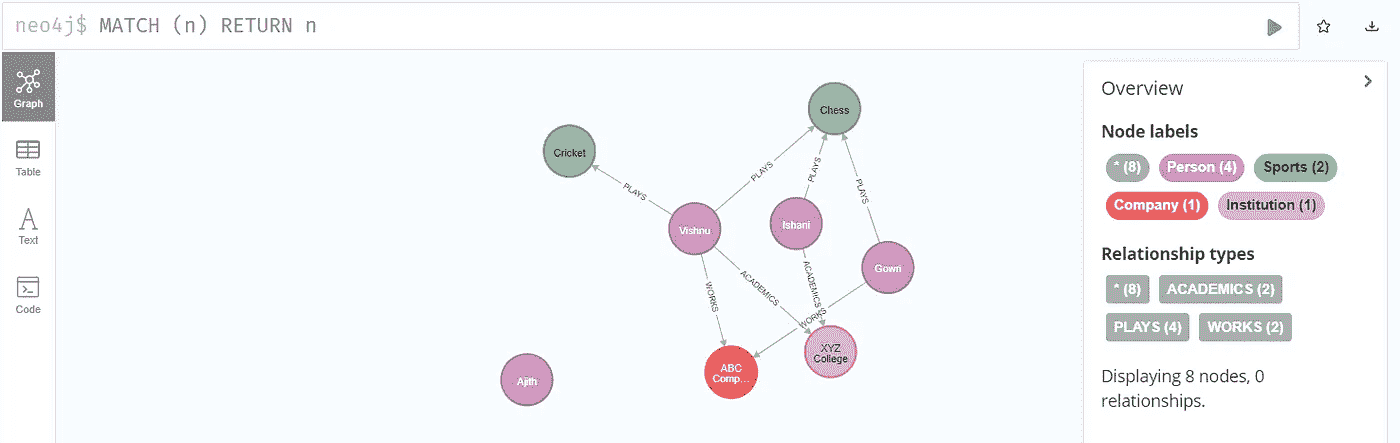 neo4j$ MATCH (n) RETURN n
Graph
Table
Text
Code
Chess
Cricket
PLAYS
PLAYS
PLAYS
PLAYS
Vishnu
Ishani
Gowri
WORKS
ACADEMICS
ACADEMICS
WORKS
XYZ
College
ABC
Comp...
Ajith
Overview
Node labels
* (8) Person (4) Sports (2)
Company (1) Institution (1)
Relationship types
* (8) ACADEMICS (2)
PLAYS (4) WORKS (2)
Displaying 8 nodes, 0
relationships.